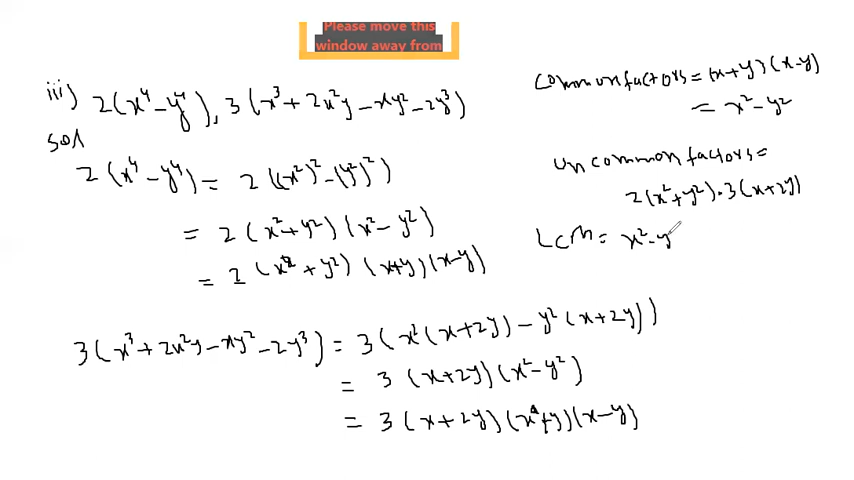 Please move this
window away from
iii) 2(x⁴-y⁴), 3(x³+2x²y-xy²-2y³)
sol
2(x⁴-y⁴) = 2((x²)²-(y²)²)
= 2(x²+y²)(x²-y²)
= 2(x²+y²)(x+y)(x-y)
3(x³+2x²y-xy²-2y³) = 3(x²(x+2y)-y²(x+2y))
= 3(x+2y)(x²-y²)
= 3(x+2y)(x+y)(x-y)
Common factors = (x+y)(x-y)
= x²-y²
un common factors =
2(x²+y²)·3(x+2y)
LCM = x²-y